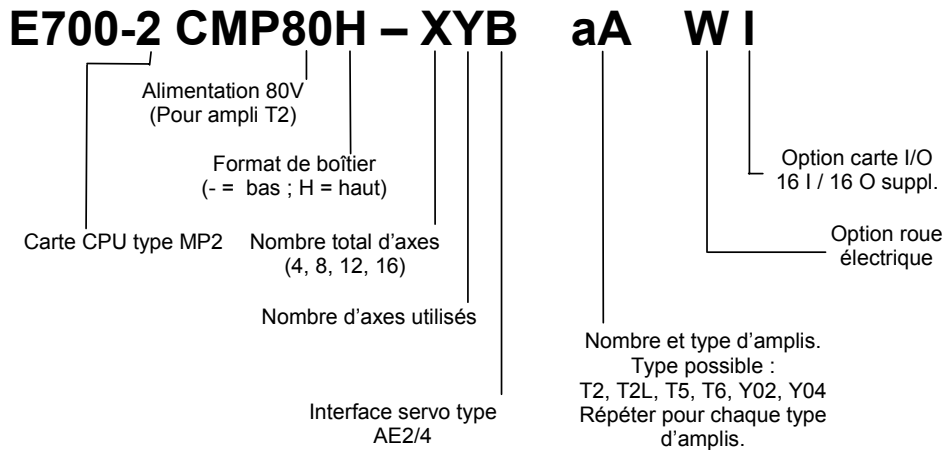 E700-2 CMP80H – XYB aA W I
Alimentation 80V
(Pour ampli T2)
Format de boîtier
(- = bas ; H = haut)
Option carte I/O
16 I / 16 O suppl.
Carte CPU type MP2
Nombre total d'axes
(4, 8, 12, 16)
Option roue
électrique
Nombre d'axes utilisés
Nombre et type d'amplis.
Type possible :
T2, T2L, T5, T6, Y02, Y04
Répéter pour chaque type
d'amplis.
Interface servo type
AE2/4